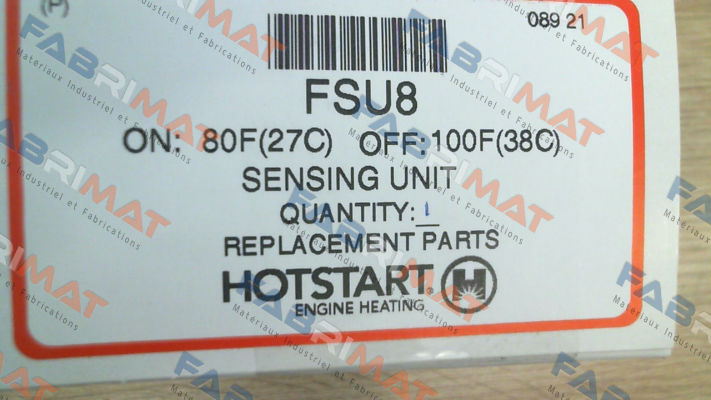 (P)
089 21
FSU8
ON: 80F(27C) OFF:100F(38C)
SENSING UNIT
QUANTITY: 1
REPLACEMENT PARTS
HOTSTART H
ENGINE HEATING
FABRIMAT
Matériaux Industriel et Fabrications